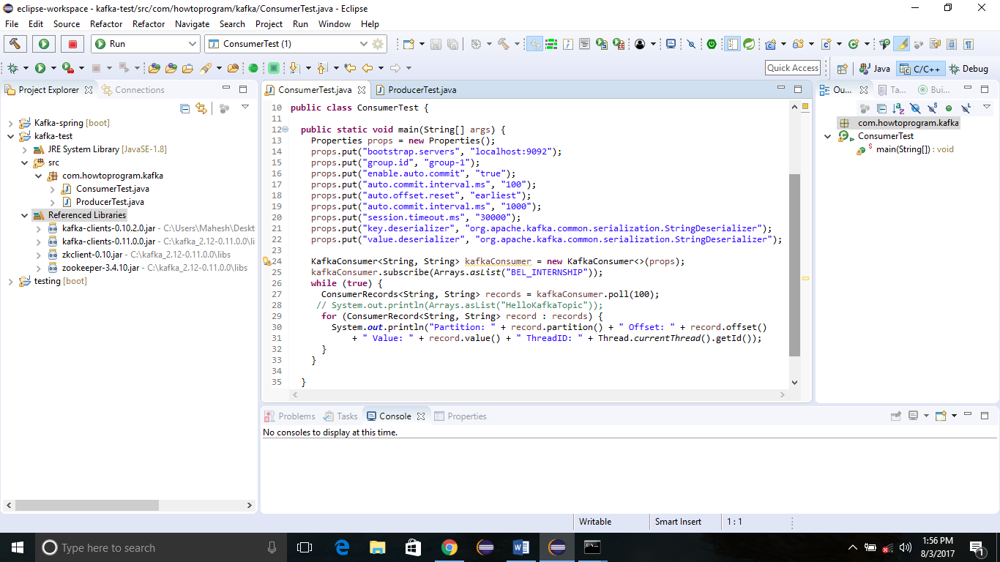 eclipse-workspace - kafka-test/src/com/howtoprogram/kafka/ConsumerTest.java - Eclipse
File Edit Source Refactor Refactor Navigate Search Project Run Window Help
Run ConsumerTest (1)
Quick Access Java C/C++ Debug
Project Explorer Connections
Kafka-spring [boot]
kafka-test
JRE System Library [JavaSE-1.8]
src
com.howtoprogram.kafka
ConsumerTest.java
ProducerTest.java
Referenced Libraries
kafka-clients-0.10.2.0.jar - C:\Users\Mahesh\Deskt
kafka-clients-0.11.0.0.jar - C:\kafka_2.12-0.11.0.0\li
zkclient-0.10.jar - C:\kafka_2.12-0.11.0.0\libs
zookeeper-3.4.10.jar - C:\kafka_2.12-0.11.0.0\libs
testing [boot]
ConsumerTest.java ProducerTest.java
10 public class ConsumerTest {
11
12 public static void main(String[] args) {
13 Properties props = new Properties();
14 props.put("bootstrap.servers", "localhost:9092");
15 props.put("group.id", "group-1");
16 props.put("enable.auto.commit", "true");
17 props.put("auto.commit.interval.ms", "100");
18 props.put("auto.offset.reset", "earliest");
19 props.put("auto.commit.interval.ms", "1000");
20 props.put("session.timeout.ms", "30000");
21 props.put("key.deserializer", "org.apache.kafka.common.serialization.StringDeserializer");
22 props.put("value.deserializer", "org.apache.kafka.common.serialization.StringDeserializer");
23
24 KafkaConsumer<String, String> kafkaConsumer = new KafkaConsumer<>(props);
25 kafkaConsumer.subscribe(Arrays.asList("BEL_INTERNSHIP"));
26 while (true) {
27 ConsumerRecords<String, String> records = kafkaConsumer.poll(100);
28 // System.out.println(Arrays.asList("HelloKafkaTopic"));
29 for (ConsumerRecord<String, String> record : records) {
30 System.out.println("Partition: " + record.partition() + " Offset: " + record.offset()
31 + " Value: " + record.value() + " ThreadID: " + Thread.currentThread().getId());
32 }
33 }
34
35 }
Ou... Ta... Bui...
com.howtoprogram.kafka
ConsumerTest
main(String[]) : void
Problems Tasks Console Properties
No consoles to display at this time.
Writable Smart Insert 1 : 1
Type here to search
1:56 PM
8/3/2017